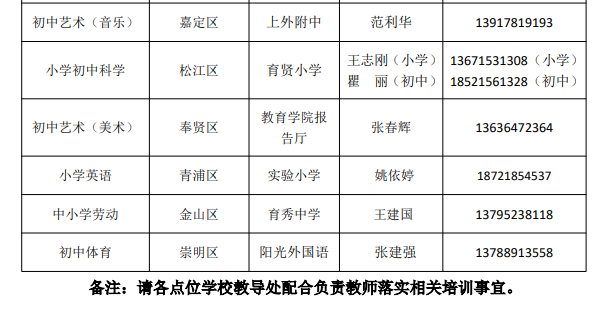 初中艺术（音乐） 嘉定区 上外附中 范利华 13917819193
小学初中科学 松江区 育贤小学 王志刚（小学） 13671531308（小学）
瞿　丽（初中） 18521561328（初中）
初中艺术（美术） 奉贤区 教育学院报 张春辉 13636472364
告厅
小学英语 青浦区 实验小学 姚依婷 18721854537
中小学劳动 金山区 育秀中学 王建国 13795238118
初中体育 崇明区 阳光外国语 张建强 13788913558
备注：请各点位学校教导处配合负责教师落实相关培训事宜。